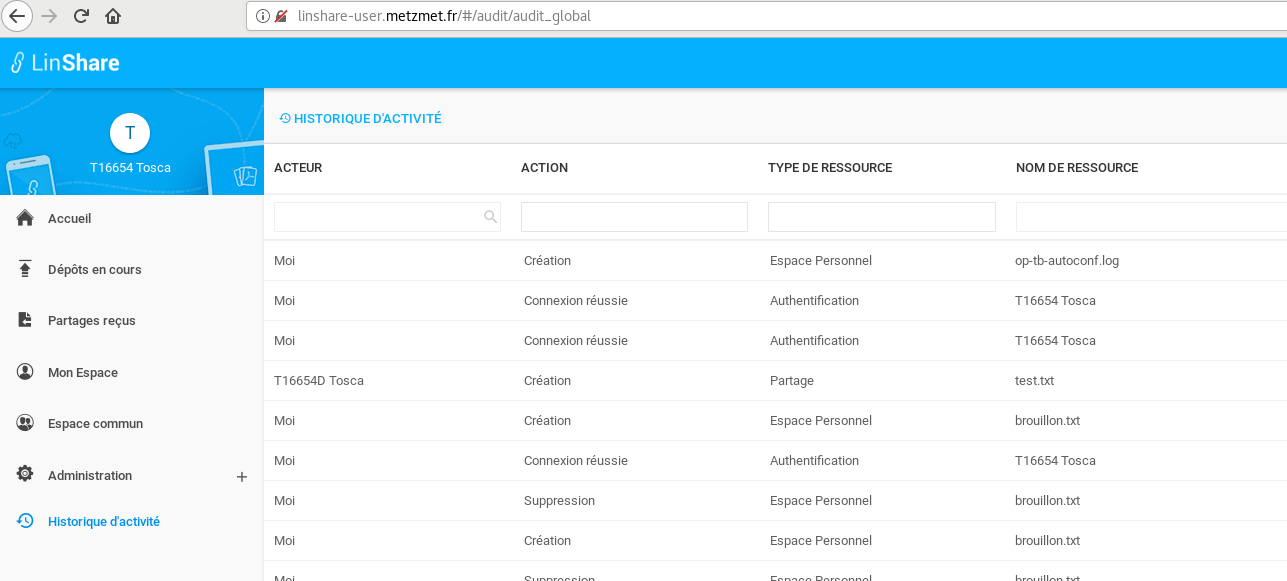 linshare-user.metzmet.fr/#/audit/audit_global
LinShare
T
T16654 Tosca
Accueil
Dépôts en cours
Partages reçus
Mon Espace
Espace commun
Administration
Historique d'activité
HISTORIQUE D'ACTIVITÉ
ACTEUR ACTION TYPE DE RESSOURCE NOM DE RESSOURCE
Moi Création Espace Personnel op-tb-autoconf.log
Moi Connexion réussie Authentification T16654 Tosca
Moi Connexion réussie Authentification T16654 Tosca
T16654D Tosca Création Partage test.txt
Moi Création Espace Personnel brouillon.txt
Moi Connexion réussie Authentification T16654 Tosca
Moi Suppression Espace Personnel brouillon.txt
Moi Création Espace Personnel brouillon.txt
Moi Suppression Espace Personnel brouillon.txt